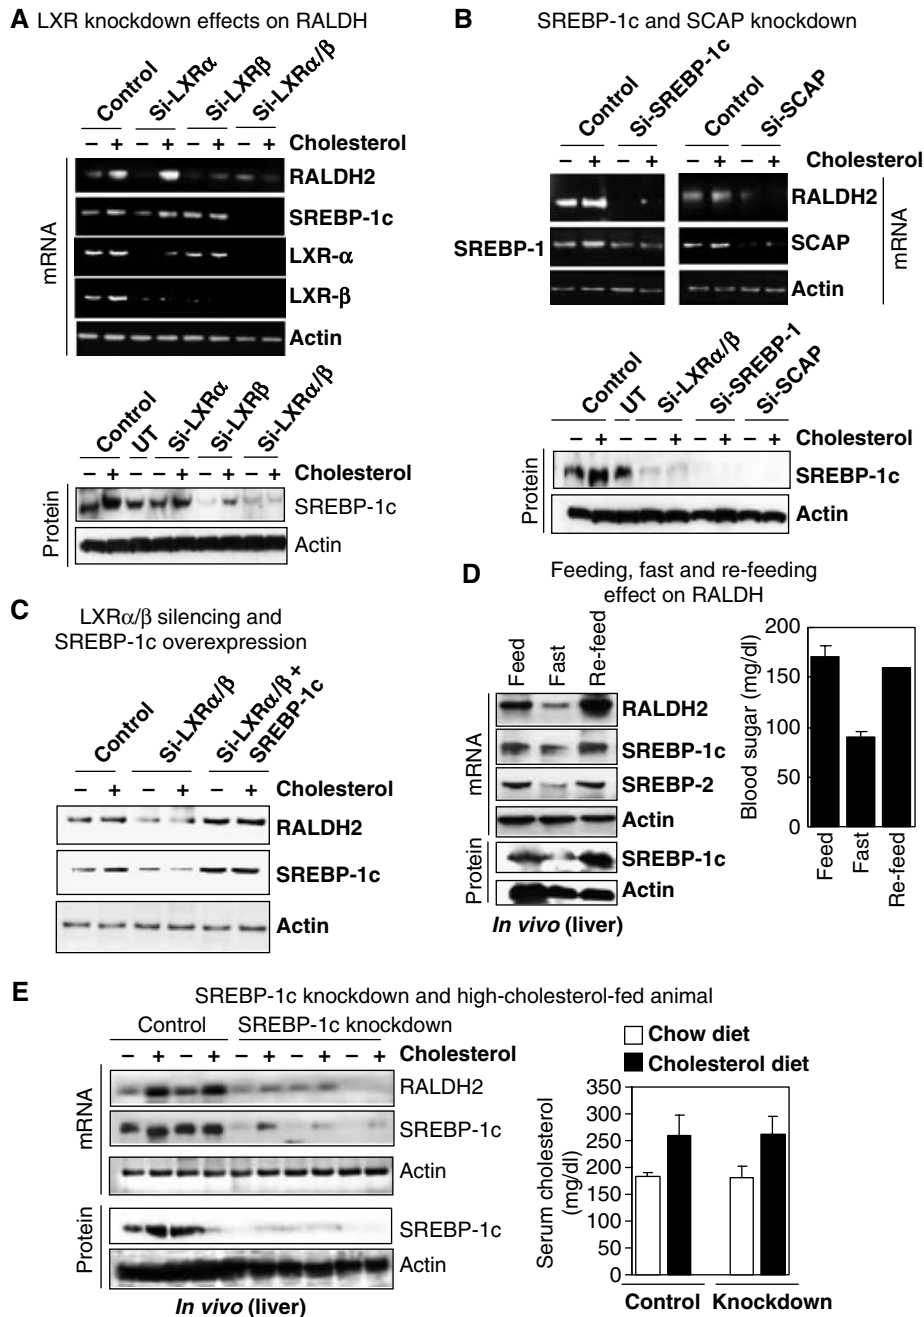 A LXR knockdown effects on RALDH
Control Si-LXRα Si-LXRβ Si-LXRα/β
– + – + – + – + Cholesterol
mRNA
RALDH2
SREBP-1c
LXR-α
LXR-β
Actin
Control UT Si-LXRα Si-LXRβ Si-LXRα/β
– + – – + – + – + Cholesterol
Protein
SREBP-1c
Actin
B SREBP-1c and SCAP knockdown
Control Si-SREBP-1c Control Si-SCAP
– + – + – + – + Cholesterol
RALDH2
SREBP-1 SCAP
Actin
mRNA
Control UT Si-LXRα/β Si-SREBP-1 Si-SCAP
– + – – + – + – + Cholesterol
Protein
SREBP-1c
Actin
C LXRα/β silencing and
SREBP-1c overexpression
Control Si-LXRα/β Si-LXRα/β +
SREBP-1c
– + – + – + Cholesterol
RALDH2
SREBP-1c
Actin
D Feeding, fast and re-feeding
effect on RALDH
Feed Fast Re-feed
mRNA
RALDH2
SREBP-1c
SREBP-2
Actin
Protein
SREBP-1c
Actin
In vivo (liver)
Blood sugar (mg/dl)
200
150
100
50
0
Feed Fast Re-feed
E SREBP-1c knockdown and high-cholesterol-fed animal
Control SREBP-1c knockdown
– + – + – + – + – + Cholesterol
mRNA
RALDH2
SREBP-1c
Actin
Protein
SREBP-1c
Actin
In vivo (liver)
Chow diet
Cholesterol diet
Serum cholesterol
(mg/dl)
350
300
250
200
150
100
50
0
Control Knockdown